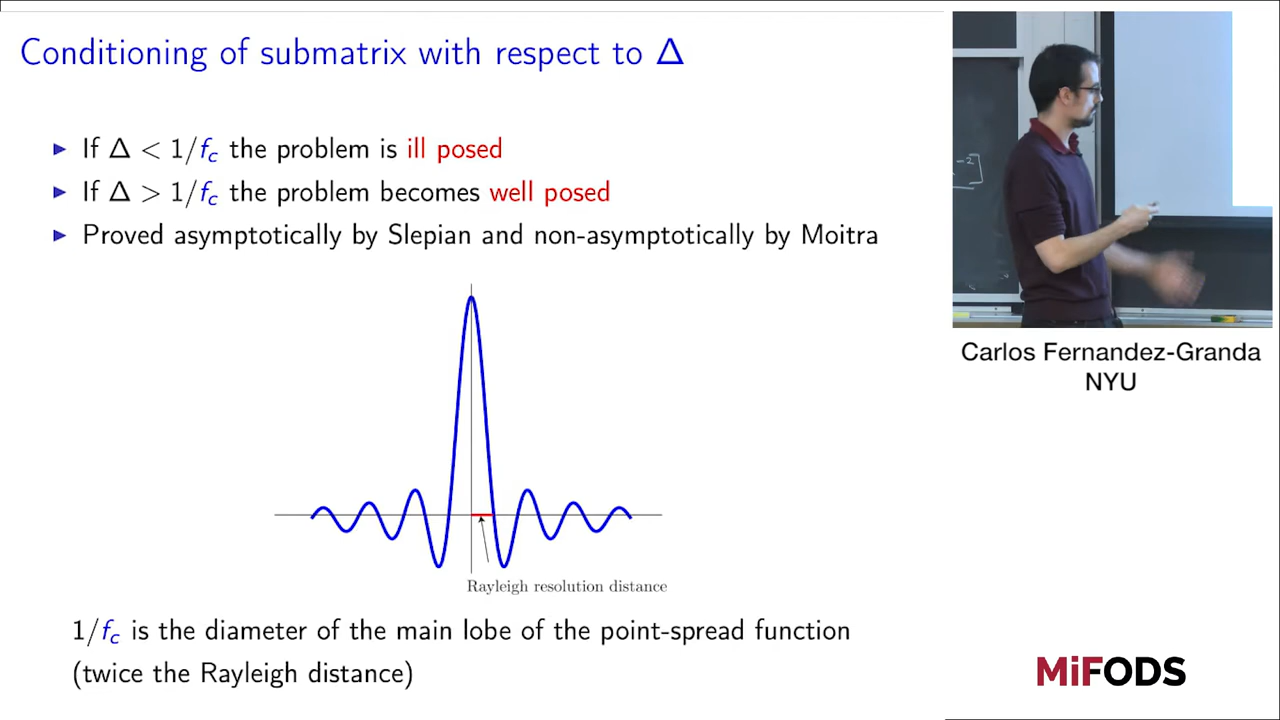 Conditioning of submatrix with respect to Δ
▶ If Δ < 1/f_c the problem is ill posed
▶ If Δ > 1/f_c the problem becomes well posed
▶ Proved asymptotically by Slepian and non-asymptotically by Moitra
Rayleigh resolution distance
1/f_c is the diameter of the main lobe of the point-spread function
(twice the Rayleigh distance)
-2]
Carlos Fernandez-Granda
NYU
MiFODS